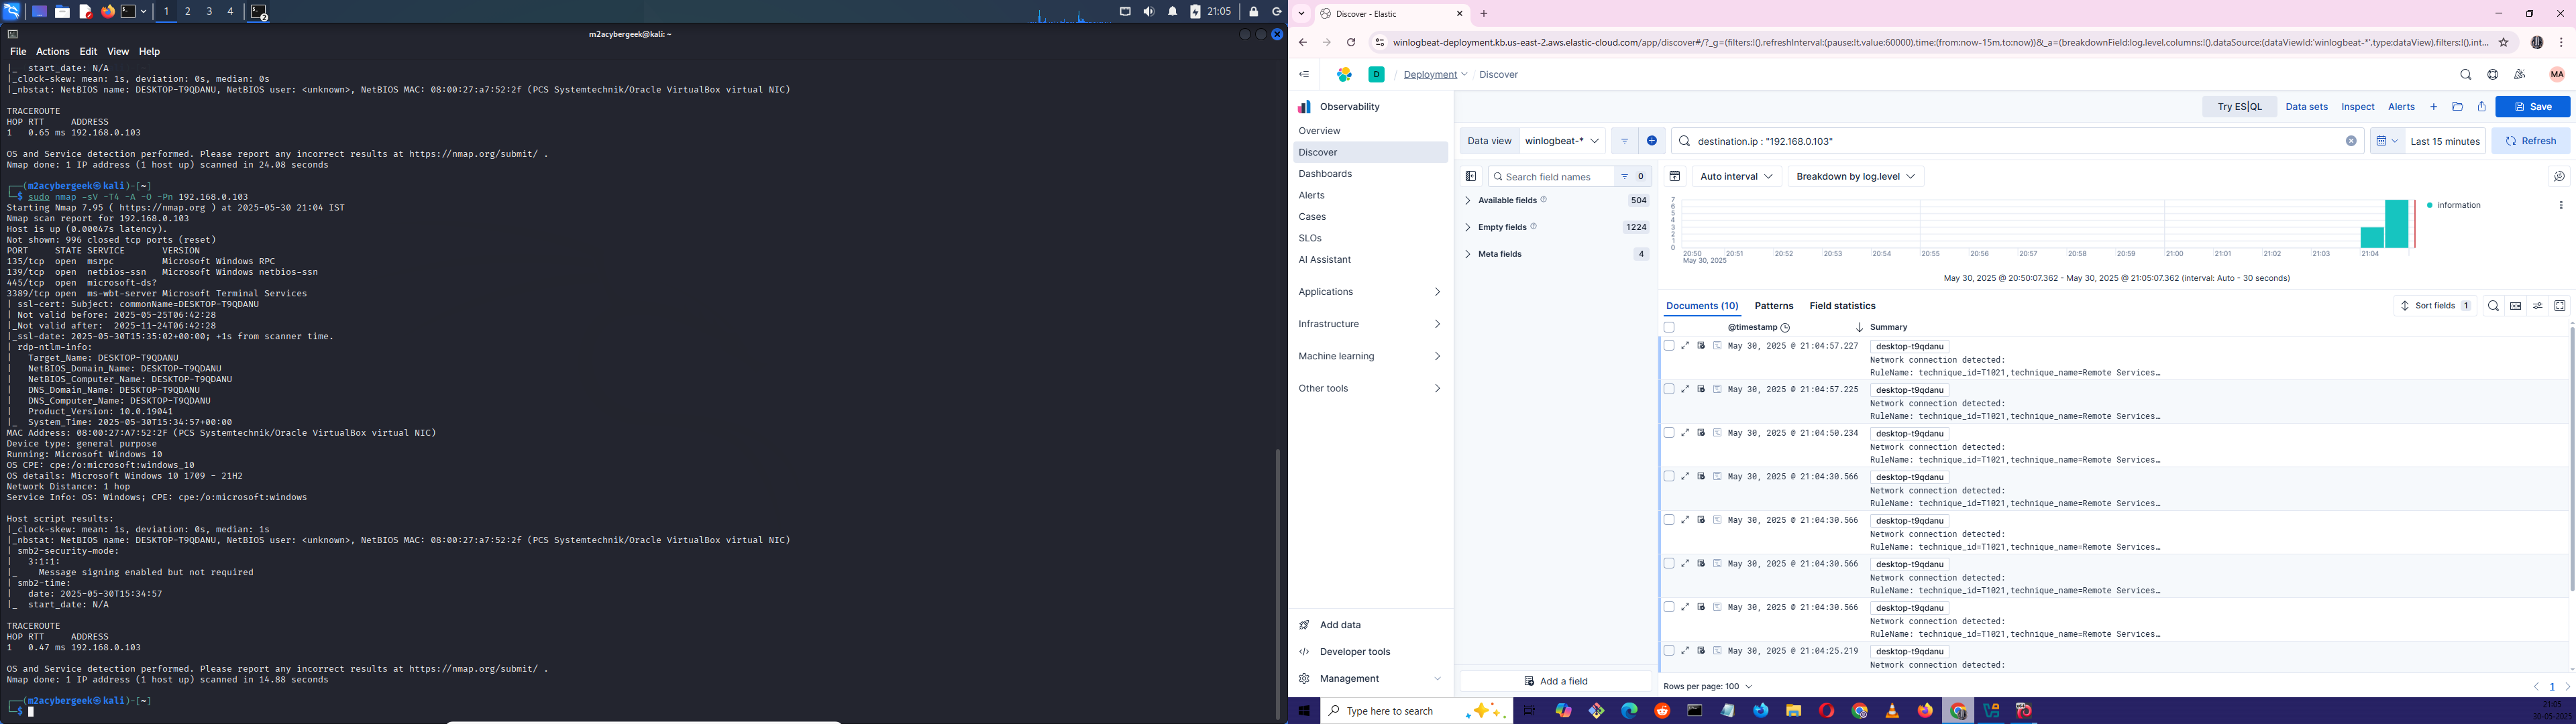 1 2 3 4 21:05
m2acybergeek@kali: ~
File Actions Edit View Help
|_ start_date: N/A
|_clock-skew: mean: 1s, deviation: 0s, median: 0s
|_nbstat: NetBIOS name: DESKTOP-T9QDANU, NetBIOS user: <unknown>, NetBIOS MAC: 08:00:27:a7:52:2f (PCS Systemtechnik/Oracle VirtualBox virtual NIC)
TRACEROUTE
HOP RTT ADDRESS
1 0.65 ms 192.168.0.103
OS and Service detection performed. Please report any incorrect results at https://nmap.org/submit/ .
Nmap done: 1 IP address (1 host up) scanned in 24.08 seconds
(m2acybergeek㉿kali)-[~]
$ sudo nmap -sV -T4 -A -O -Pn 192.168.0.103
Starting Nmap 7.95 ( https://nmap.org ) at 2025-05-30 21:04 IST
Nmap scan report for 192.168.0.103
Host is up (0.00047s latency).
Not shown: 996 closed tcp ports (reset)
PORT STATE SERVICE VERSION
135/tcp open msrpc Microsoft Windows RPC
139/tcp open netbios-ssn Microsoft Windows netbios-ssn
445/tcp open microsoft-ds?
3389/tcp open ms-wbt-server Microsoft Terminal Services
| ssl-cert: Subject: commonName=DESKTOP-T9QDANU
| Not valid before: 2025-05-25T06:42:28
|_Not valid after: 2025-11-24T06:42:28
|_ssl-date: 2025-05-30T15:35:02+00:00; +1s from scanner time.
| rdp-ntlm-info:
| Target_Name: DESKTOP-T9QDANU
| NetBIOS_Domain_Name: DESKTOP-T9QDANU
| NetBIOS_Computer_Name: DESKTOP-T9QDANU
| DNS_Domain_Name: DESKTOP-T9QDANU
| DNS_Computer_Name: DESKTOP-T9QDANU
| Product_Version: 10.0.19041
|_ System_Time: 2025-05-30T15:34:57+00:00
MAC Address: 08:00:27:A7:52:2F (PCS Systemtechnik/Oracle VirtualBox virtual NIC)
Device type: general purpose
Running: Microsoft Windows 10
OS CPE: cpe:/o:microsoft:windows_10
OS details: Microsoft Windows 10 1709 - 21H2
Network Distance: 1 hop
Service Info: OS: Windows; CPE: cpe:/o:microsoft:windows
Host script results:
|_clock-skew: mean: 1s, deviation: 0s, median: 1s
|_nbstat: NetBIOS name: DESKTOP-T9QDANU, NetBIOS user: <unknown>, NetBIOS MAC: 08:00:27:a7:52:2f (PCS Systemtechnik/Oracle VirtualBox virtual NIC)
| smb2-security-mode:
| 3:1:1:
|_ Message signing enabled but not required
| smb2-time:
| date: 2025-05-30T15:34:57
|_ start_date: N/A
TRACEROUTE
HOP RTT ADDRESS
1 0.47 ms 192.168.0.103
OS and Service detection performed. Please report any incorrect results at https://nmap.org/submit/ .
Nmap done: 1 IP address (1 host up) scanned in 14.88 seconds
(m2acybergeek㉿kali)-[~]
$
Discover - Elastic
winlogbeat-deployment.kb.us-east-2.aws.elastic-cloud.com/app/discover#/?_g=(filters:!(),refreshInterval:(pause:!t,value:60000),time:(from:now-15m,to:now))&_a=(breakdownField:log.level,columns:!(),dataSource:(dataViewId:'winlogbeat-*',type:dataView),filters:!(),int...
D / Deployment / Discover MA
Observability
Overview
Discover
Dashboards
Alerts
Cases
SLOs
AI Assistant
Applications
Infrastructure
Machine learning
Other tools
Add data
Developer tools
Management
Try ES|QL Data sets Inspect Alerts Save
Data view winlogbeat-* destination.ip : "192.168.0.103" Last 15 minutes Refresh
Search field names 0
Available fields 504
Empty fields 1224
Meta fields 4
Add a field
Auto interval Breakdown by log.level
7
6
5
4
3
2
1
0
20:50 20:51 20:52 20:53 20:54 20:55 20:56 20:57 20:58 20:59 21:00 21:01 21:02 21:03 21:04
May 30, 2025
information
May 30, 2025 @ 20:50:07.362 - May 30, 2025 @ 21:05:07.362 (interval: Auto - 30 seconds)
Documents (10) Patterns Field statistics Sort fields 1
@timestamp Summary
May 30, 2025 @ 21:04:57.227 desktop-t9qdanu
Network connection detected:
RuleName: technique_id=T1021,technique_name=Remote Services…
May 30, 2025 @ 21:04:57.225 desktop-t9qdanu
Network connection detected:
RuleName: technique_id=T1021,technique_name=Remote Services…
May 30, 2025 @ 21:04:50.234 desktop-t9qdanu
Network connection detected:
RuleName: technique_id=T1021,technique_name=Remote Services…
May 30, 2025 @ 21:04:30.566 desktop-t9qdanu
Network connection detected:
RuleName: technique_id=T1021,technique_name=Remote Services…
May 30, 2025 @ 21:04:30.566 desktop-t9qdanu
Network connection detected:
RuleName: technique_id=T1021,technique_name=Remote Services…
May 30, 2025 @ 21:04:30.566 desktop-t9qdanu
Network connection detected:
RuleName: technique_id=T1021,technique_name=Remote Services…
May 30, 2025 @ 21:04:30.566 desktop-t9qdanu
Network connection detected:
RuleName: technique_id=T1021,technique_name=Remote Services…
May 30, 2025 @ 21:04:25.219 desktop-t9qdanu
Network connection detected:
Rows per page: 100 1
Type here to search
21:05
30-05-2025